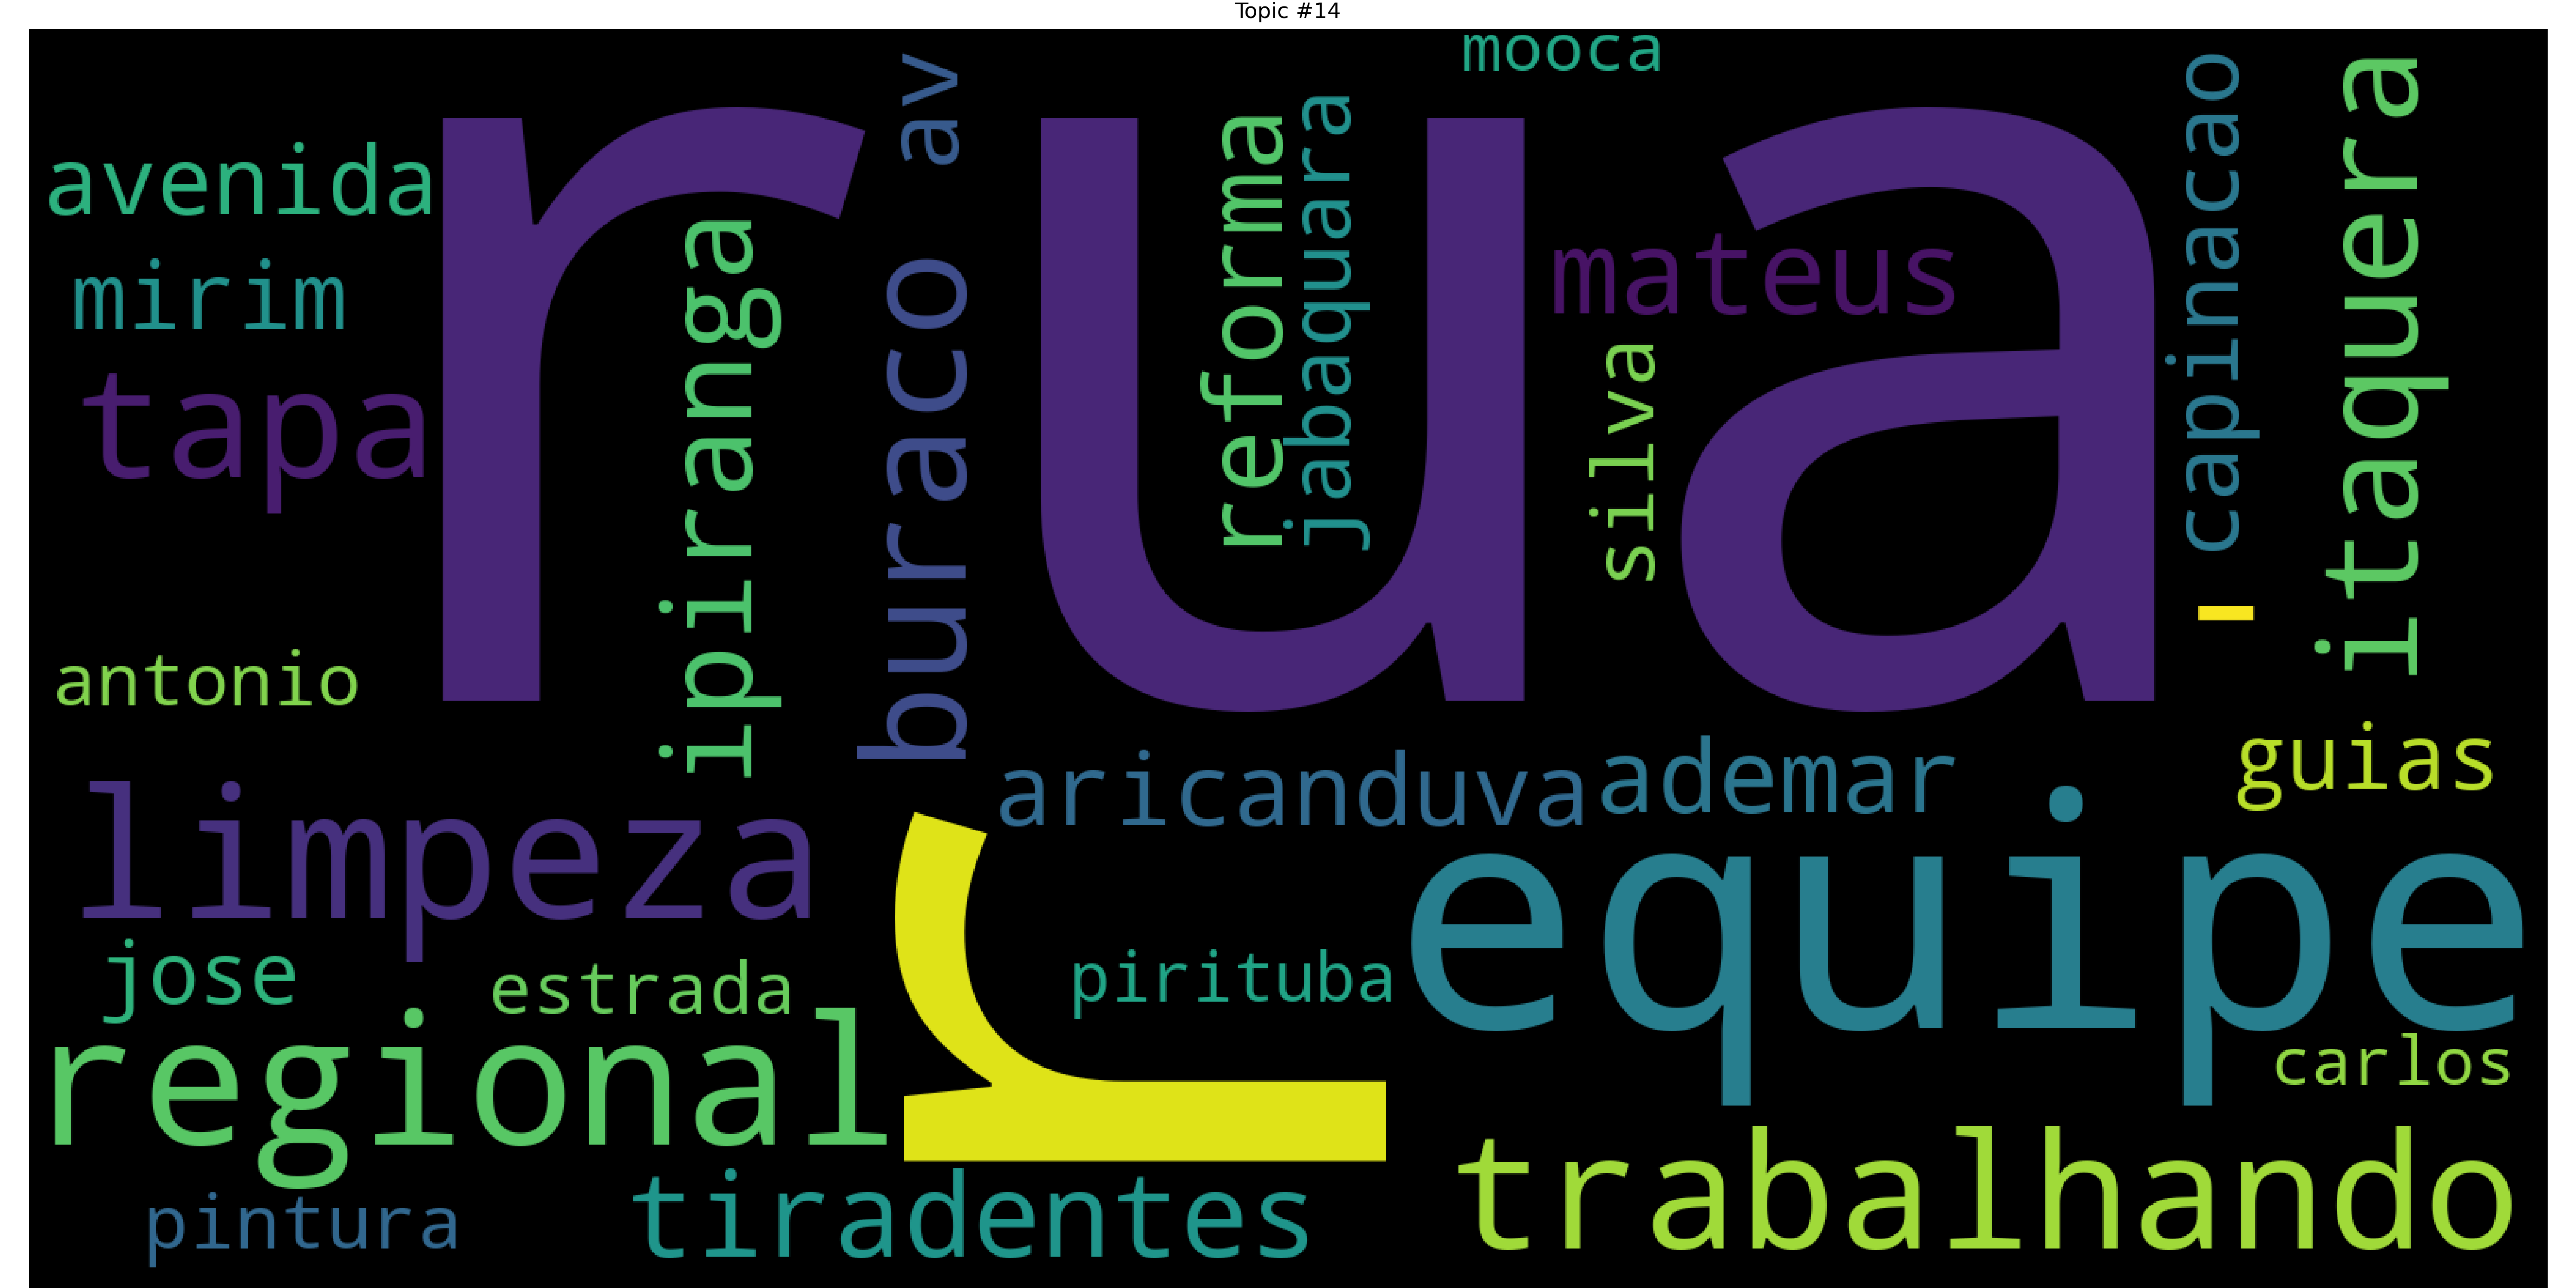 Topic #14
mooca
av
avenida
rua
reforma
jabaquara
capinacao
itaquera
mirim
ipiranga
mateus
buraco
silva
tapa
-
antonio
guias
limpeza
aricanduva
ademar
r
equipe
jose
estrada
pirituba
regional
carlos
pintura
tiradentes
trabalhando